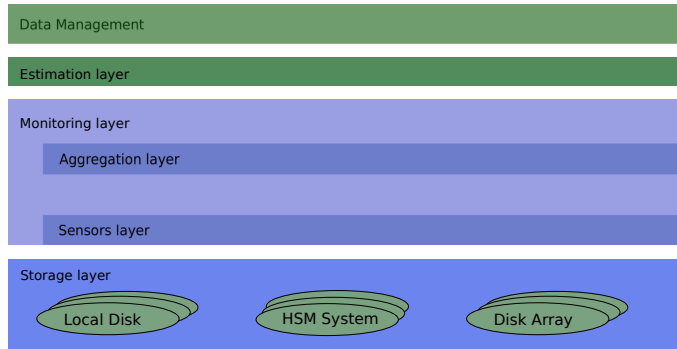 Data Management
Estimation layer
Monitoring layer
Aggregation layer
Sensors layer
Storage layer
Local Disk
HSM System
Disk Array